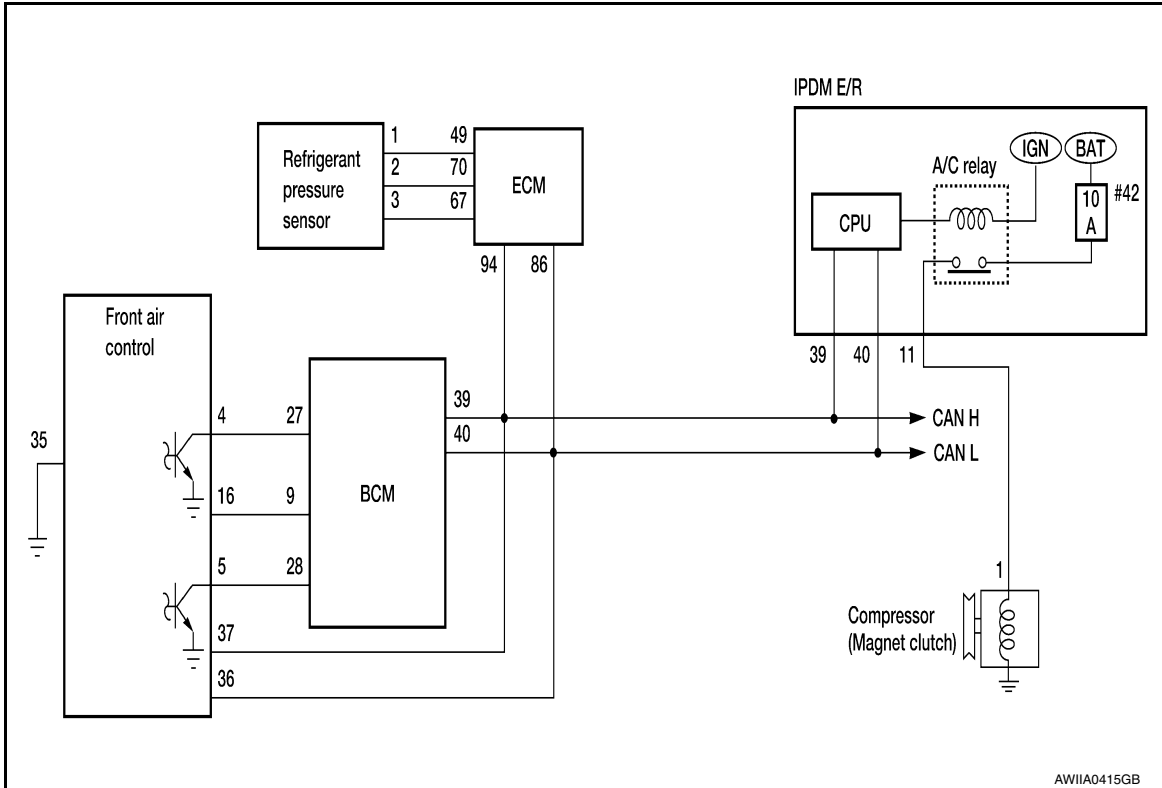 IPDM E/R
Refrigerant
pressure
sensor
1
2
3
49
70
67
ECM
94
86
A/C relay
IGN
BAT
10
A
#42
CPU
39
40
11
Front air
control
35
4
16
5
37
36
27
9
28
BCM
39
40
CAN H
CAN L
1
Compressor
(Magnet clutch)
AWIIA0415GB